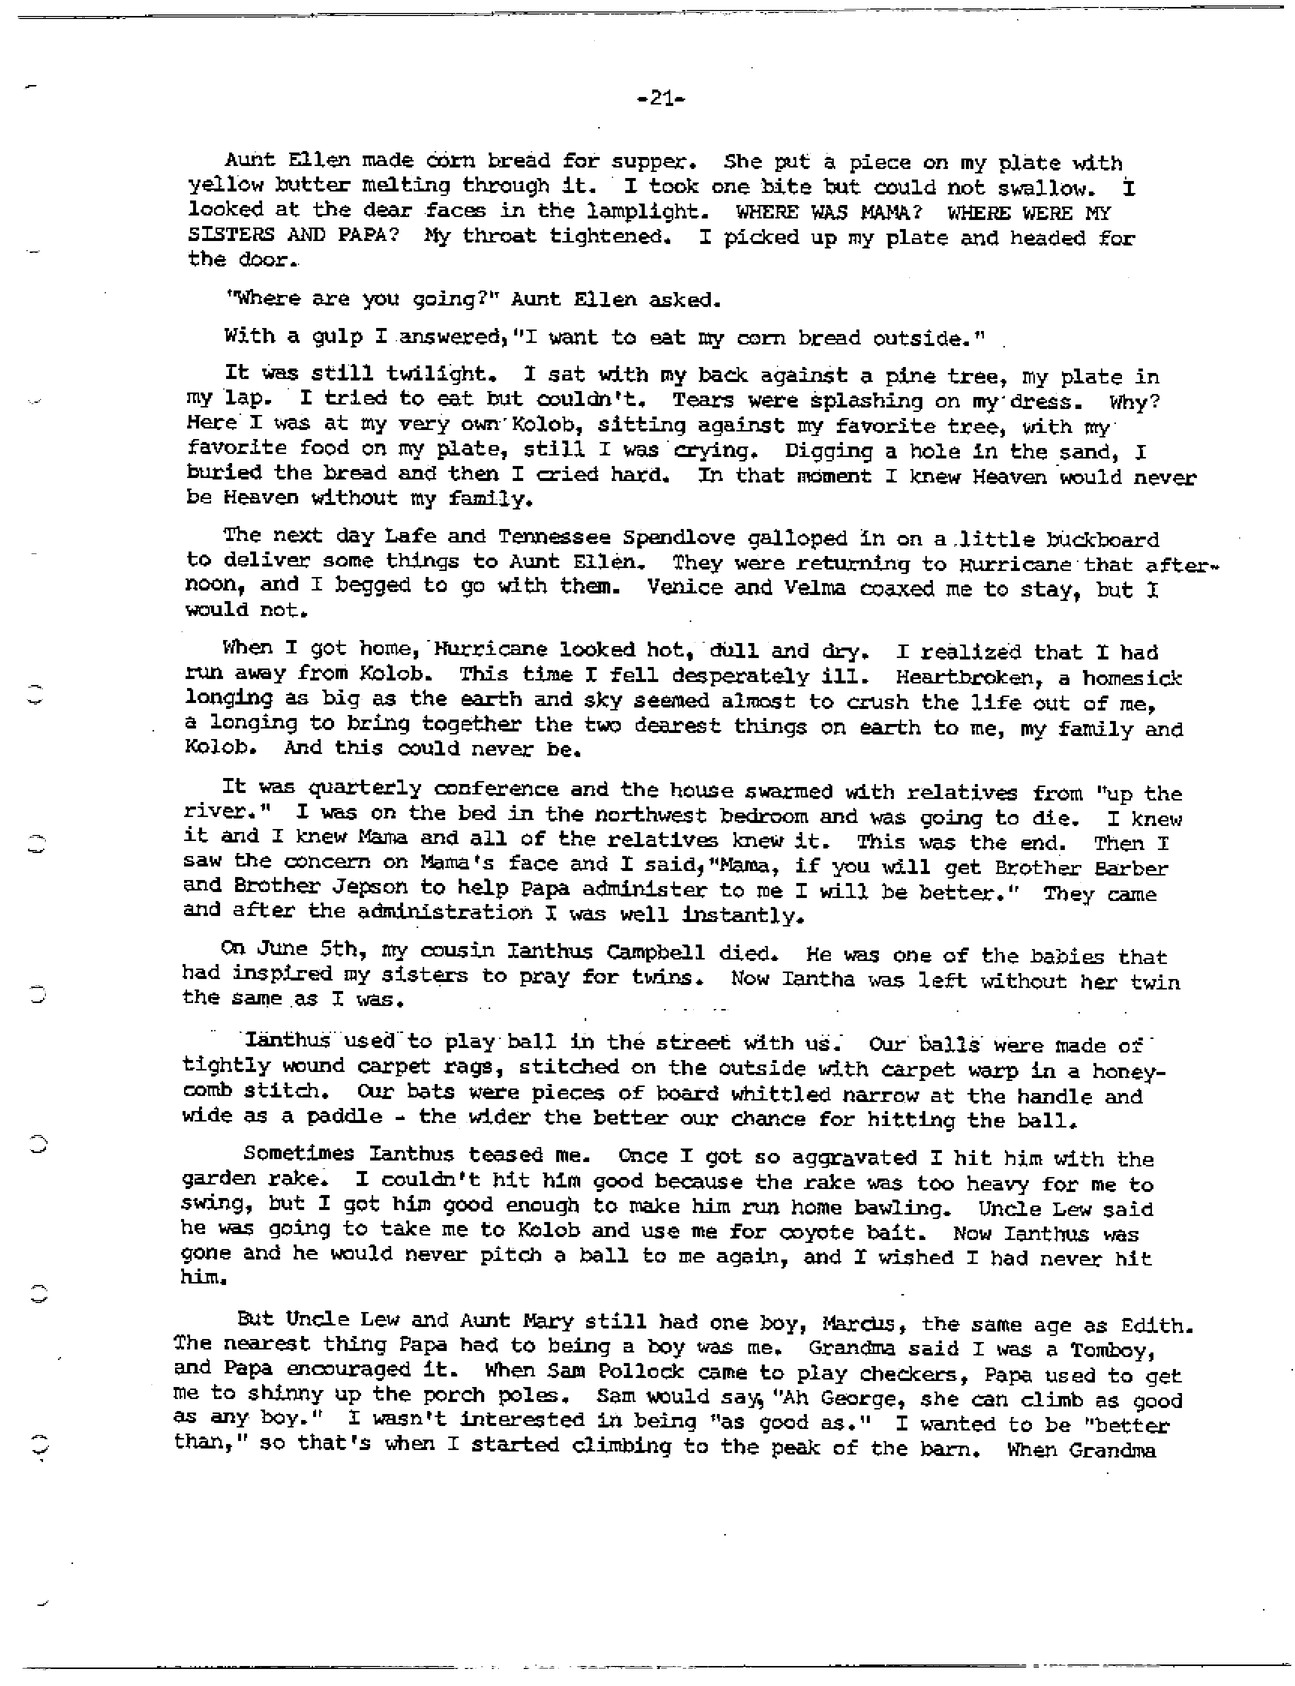 -21-
Aunt Ellen made corn bread for supper. She put a piece on my plate with
yellow butter melting through it. I took one bite but could not swallow. I
looked at the dear faces in the lamplight. WHERE WAS MAMA? WHERE WERE MY
SISTERS AND PAPA? My throat tightened. I picked up my plate and headed for
the door.
"Where are you going?" Aunt Ellen asked.
With a gulp I answered, "I want to eat my corn bread outside."
It was still twilight. I sat with my back against a pine tree, my plate in
my lap. I tried to eat but couldn't. Tears were splashing on my dress. Why?
Here I was at my very own Kolob, sitting against my favorite tree, with my
favorite food on my plate, still I was crying. Digging a hole in the sand, I
buried the bread and then I cried hard. In that moment I knew Heaven would never
be Heaven without my family.
The next day Lafe and Tennessee Spendlove galloped in on a little buckboard
to deliver some things to Aunt Ellen. They were returning to Hurricane that after-
noon, and I begged to go with them. Venice and Velma coaxed me to stay, but I
would not.
When I got home, Hurricane looked hot, dull and dry. I realized that I had
run away from Kolob. This time I fell desperately ill. Heartbroken, a homesick
longing as big as the earth and sky seemed almost to crush the life out of me,
a longing to bring together the two dearest things on earth to me, my family and
Kolob. And this could never be.
It was quarterly conference and the house swarmed with relatives from "up the
river." I was on the bed in the northwest bedroom and was going to die. I knew
it and I knew Mama and all of the relatives knew it. This was the end. Then I
saw the concern on Mama's face and I said, "Mama, if you will get Brother Barber
and Brother Jepson to help Papa administer to me I will be better." They came
and after the administration I was well instantly.
On June 5th, my cousin Ianthus Campbell died. He was one of the babies that
had inspired my sisters to pray for twins. Now Iantha was left without her twin
the same as I was.
Ianthus used to play ball in the street with us. Our balls were made of
tightly wound carpet rags, stitched on the outside with carpet warp in a honey-
comb stitch. Our bats were pieces of board whittled narrow at the handle and
wide as a paddle - the wider the better our chance for hitting the ball.
Sometimes Ianthus teased me. Once I got so aggravated I hit him with the
garden rake. I couldn't hit him good because the rake was too heavy for me to
swing, but I got him good enough to make him run home bawling. Uncle Lew said
he was going to take me to Kolob and use me for coyote bait. Now Ianthus was
gone and he would never pitch a ball to me again, and I wished I had never hit
him.
But Uncle Lew and Aunt Mary still had one boy, Marcus, the same age as Edith.
The nearest thing Papa had to being a boy was me. Grandma said I was a Tomboy,
and Papa encouraged it. When Sam Pollock came to play checkers, Papa used to get
me to shinny up the porch poles. Sam would say, "Ah George, she can climb as good
as any boy." I wasn't interested in being "as good as." I wanted to be "better
than," so that's when I started climbing to the peak of the barn. When Grandma